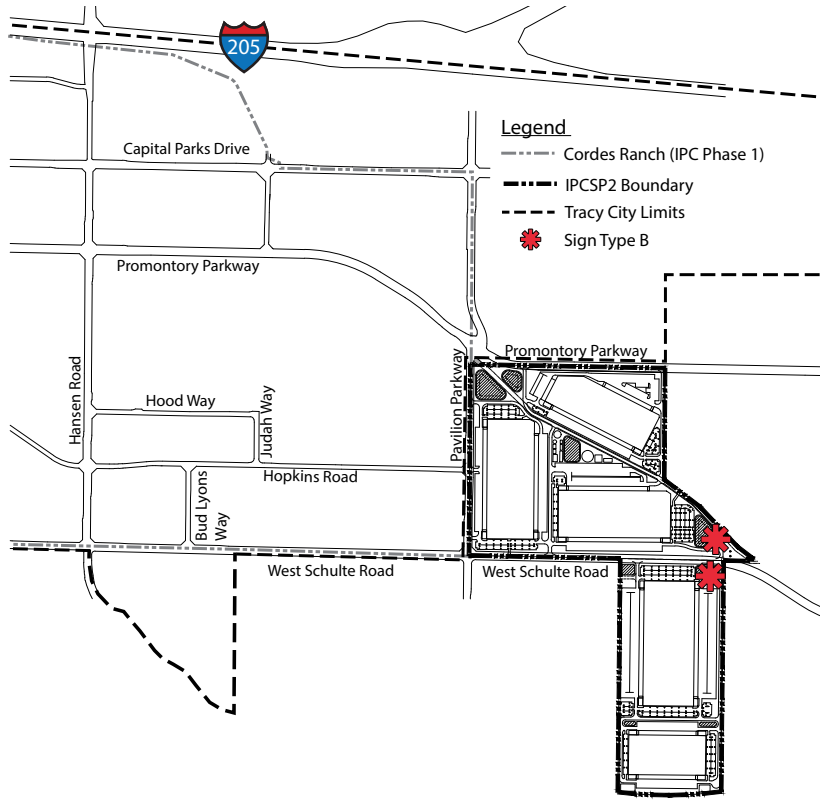 205
Legend
Capital Parks Drive
Cordes Ranch (IPC Phase 1)
IPCSP2 Boundary
Tracy City Limits
Sign Type B
Promontory Parkway
Promontory Parkway
Hansen Road
Pavilion Parkway
Hood Way
Judah Way
Hopkins Road
Bud Lyons
Way
West Schulte Road
West Schulte Road